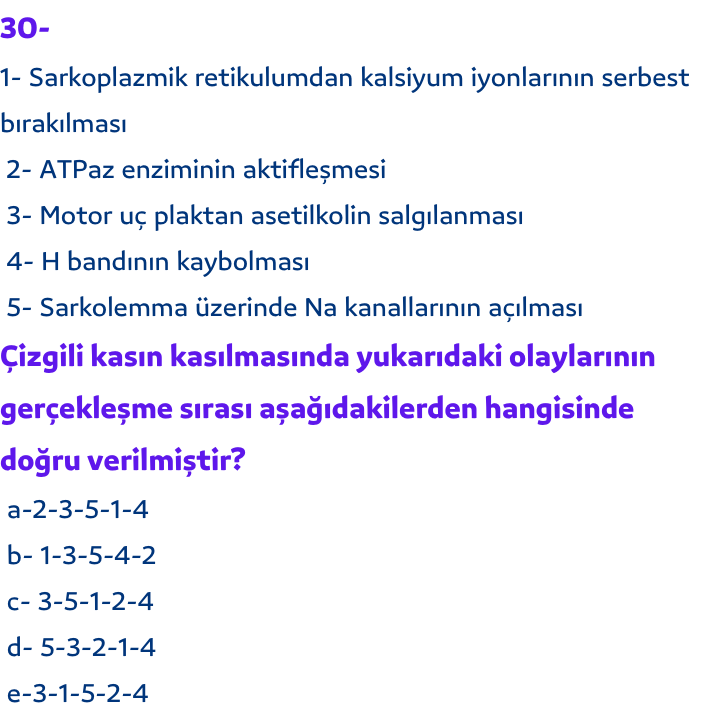 30-
1- Sarkoplazmik retikulumdan kalsiyum iyonlarının serbest
bırakılması
2- ATPaz enziminin aktifleşmesi
3- Motor uç plaktan asetilkolin salgılanması
4- H bandının kaybolması
5- Sarkolemma üzerinde Na kanallarının açılması
Çizgili kasın kasılmasında yukarıdaki olaylarının
gerçekleşme sırası aşağıdakilerden hangisinde
doğru verilmiştir?
a-2-3-5-1-4
b- 1-3-5-4-2
c- 3-5-1-2-4
d- 5-3-2-1-4
e-3-1-5-2-4